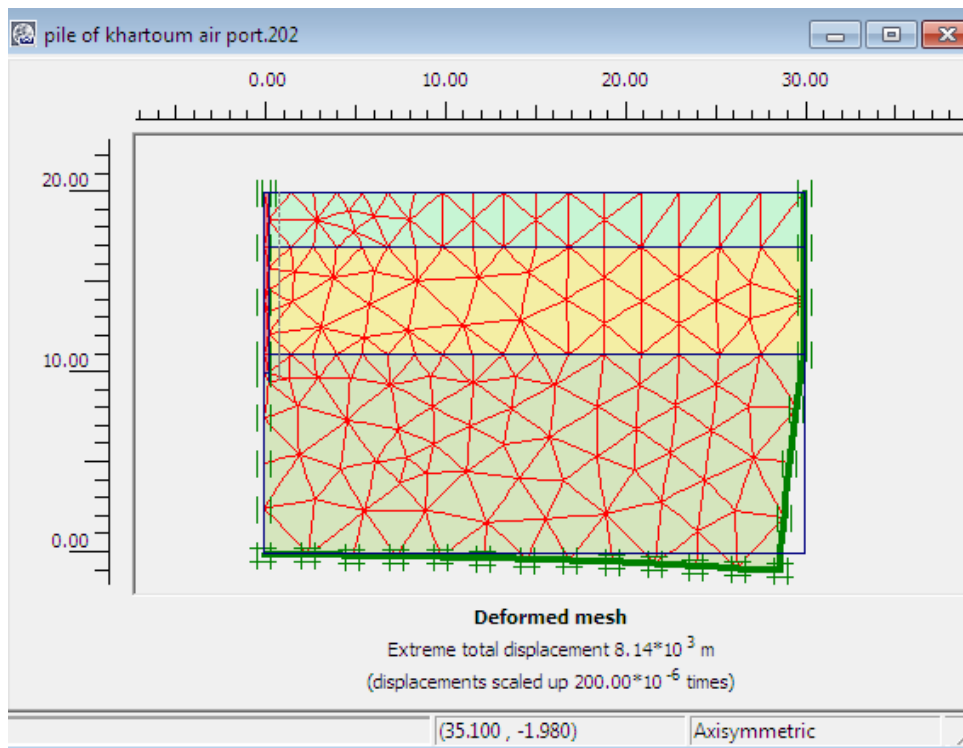 pile of khartoum air port.202
0.00 10.00 20.00 30.00
20.00
10.00
0.00
Deformed mesh
Extreme total displacement 8.14*10 3 m
(displacements scaled up 200.00*10 -6 times)
(35.100 , -1.980) Axisymmetric